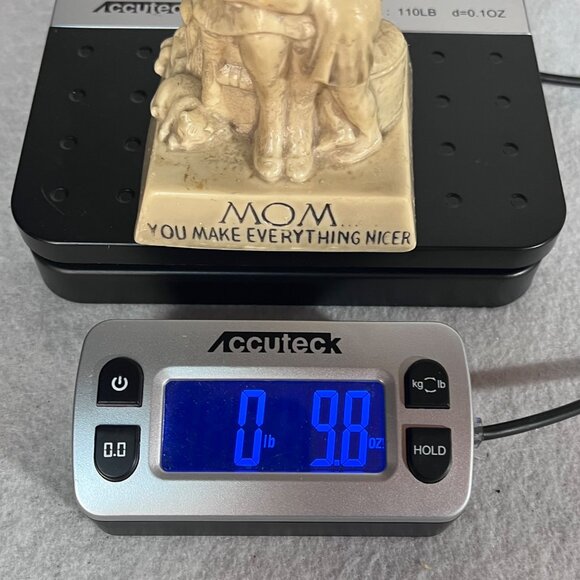 ACCUTECK : 110LB d=0.1OZ
MOM...
YOU MAKE EVERYTHING NICER
Accuteck
kg lb
0.0
HOLD
0 lb 9.8 oz